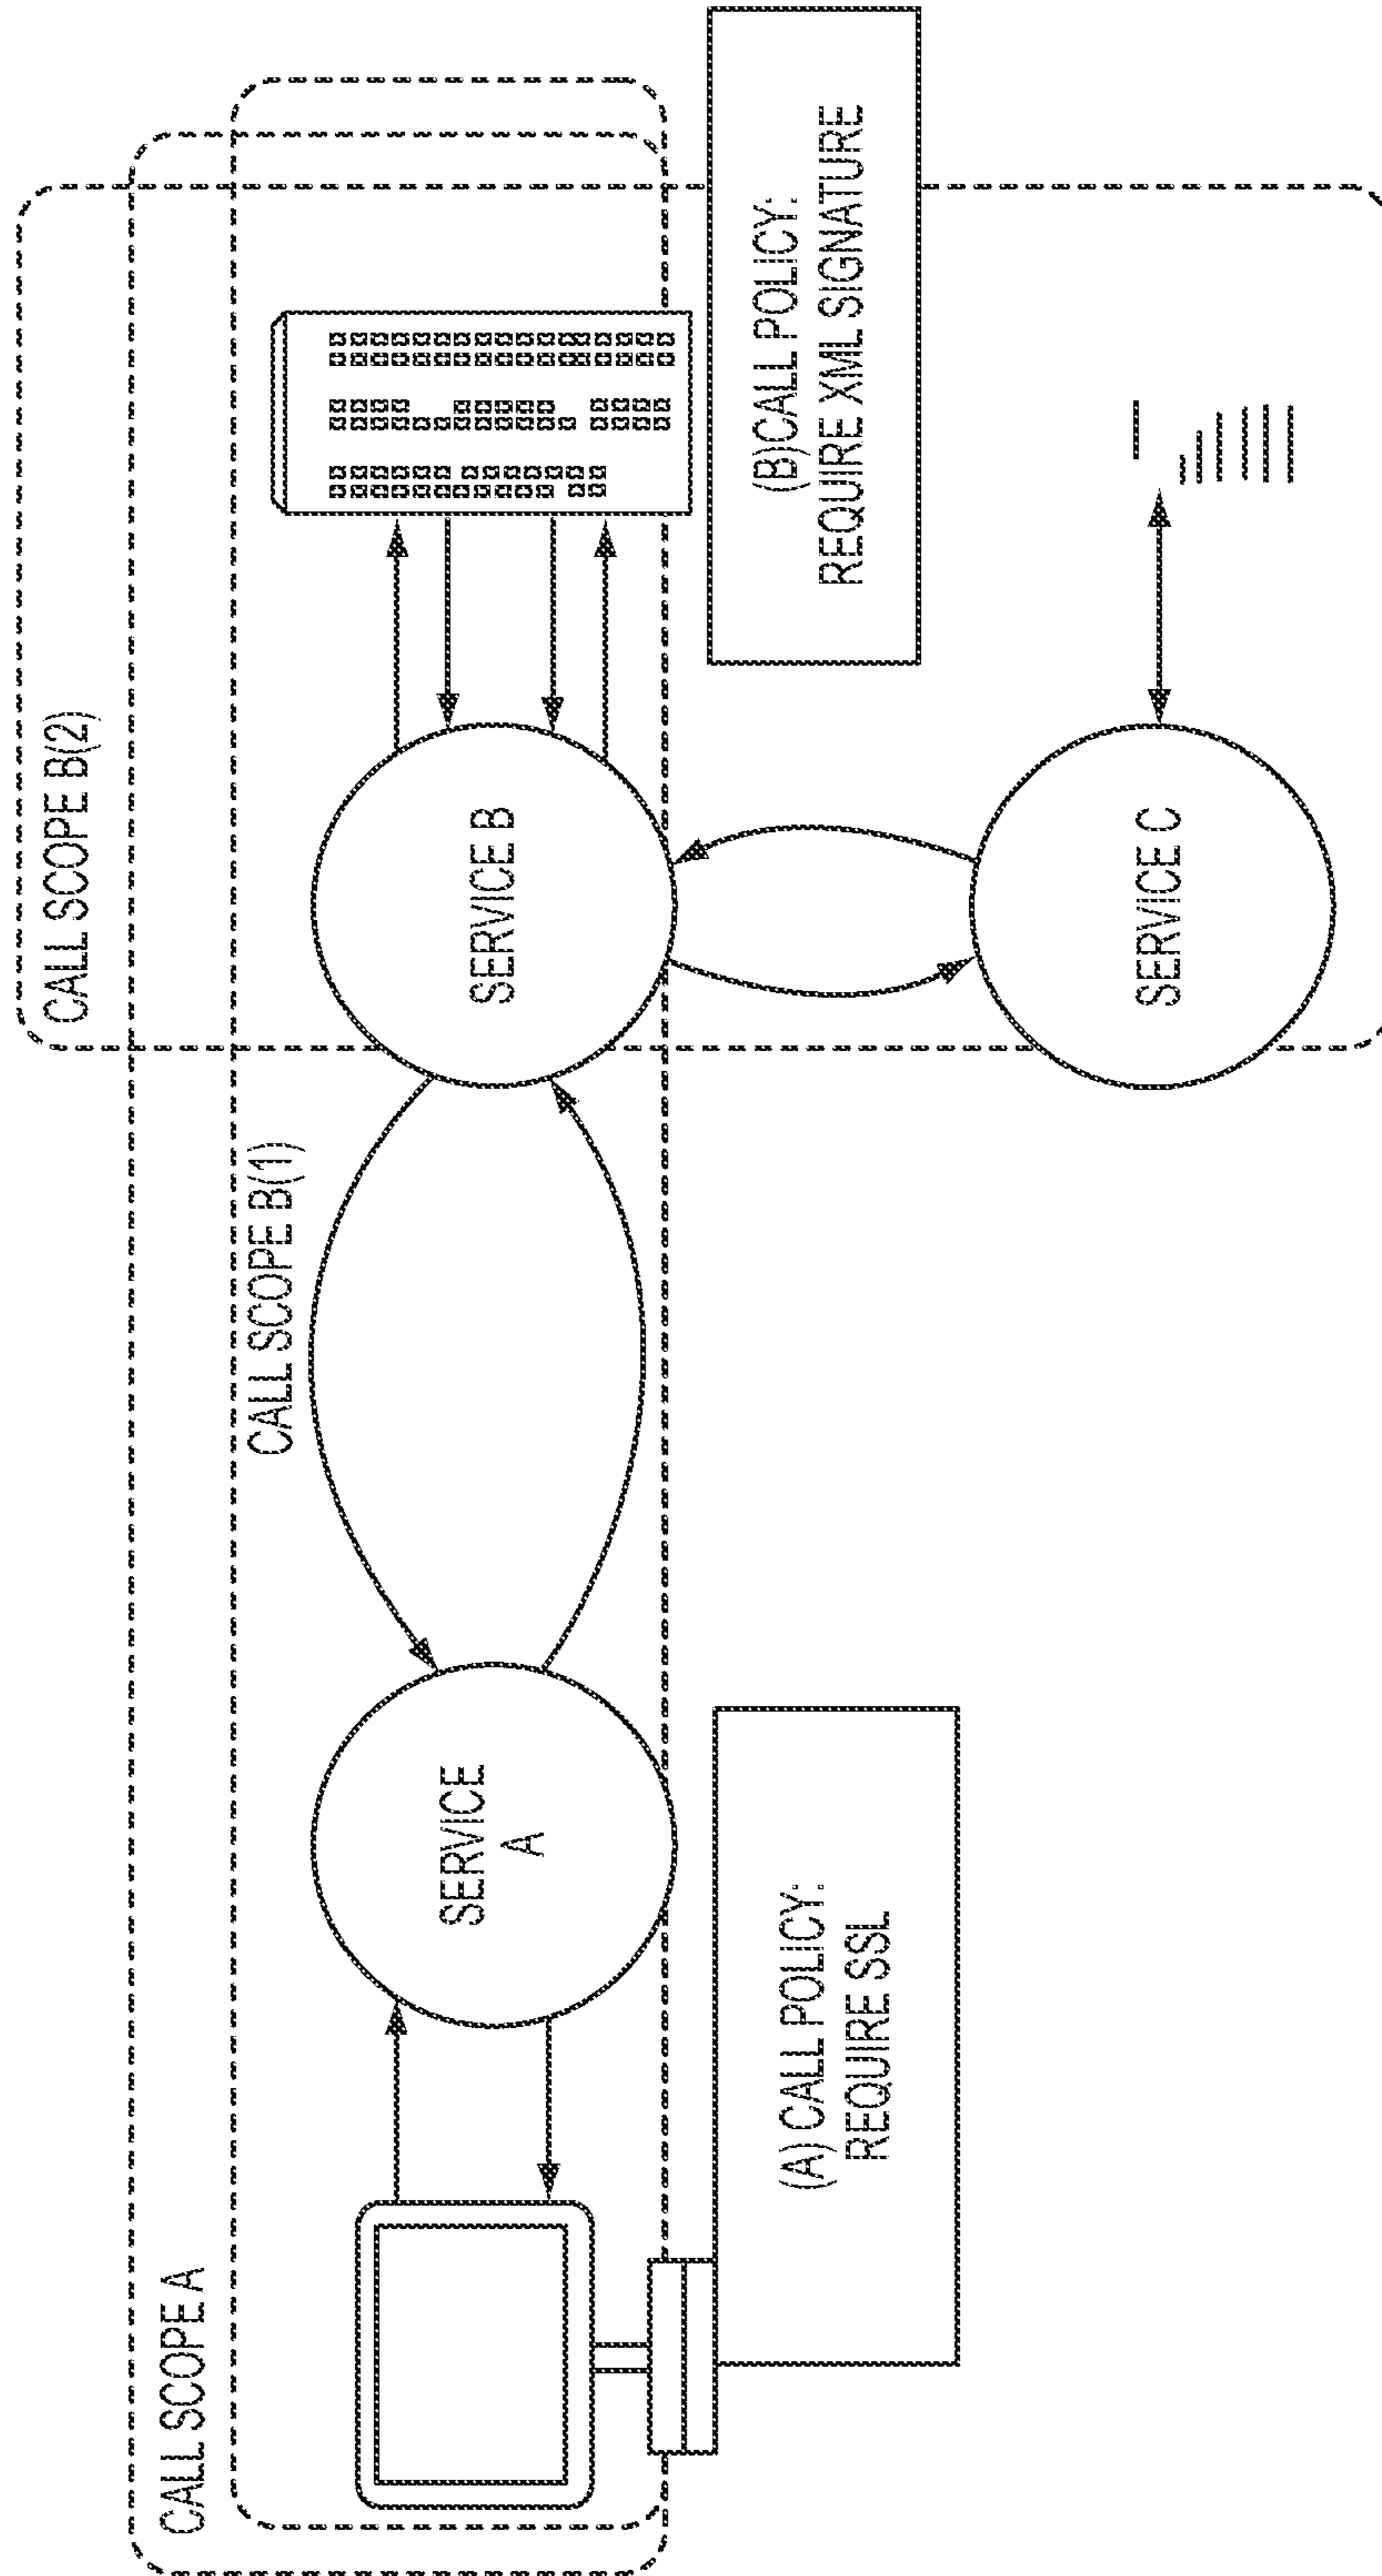 CALL SCOPE A
CALL SCOPE B(1)
CALL SCOPE B(2)
SERVICE
A
SERVICE B
(A) CALL POLICY:
REQUIRE SSL
(B)CALL POLICY:
REQUIRE XML SIGNATURE
SERVICE C